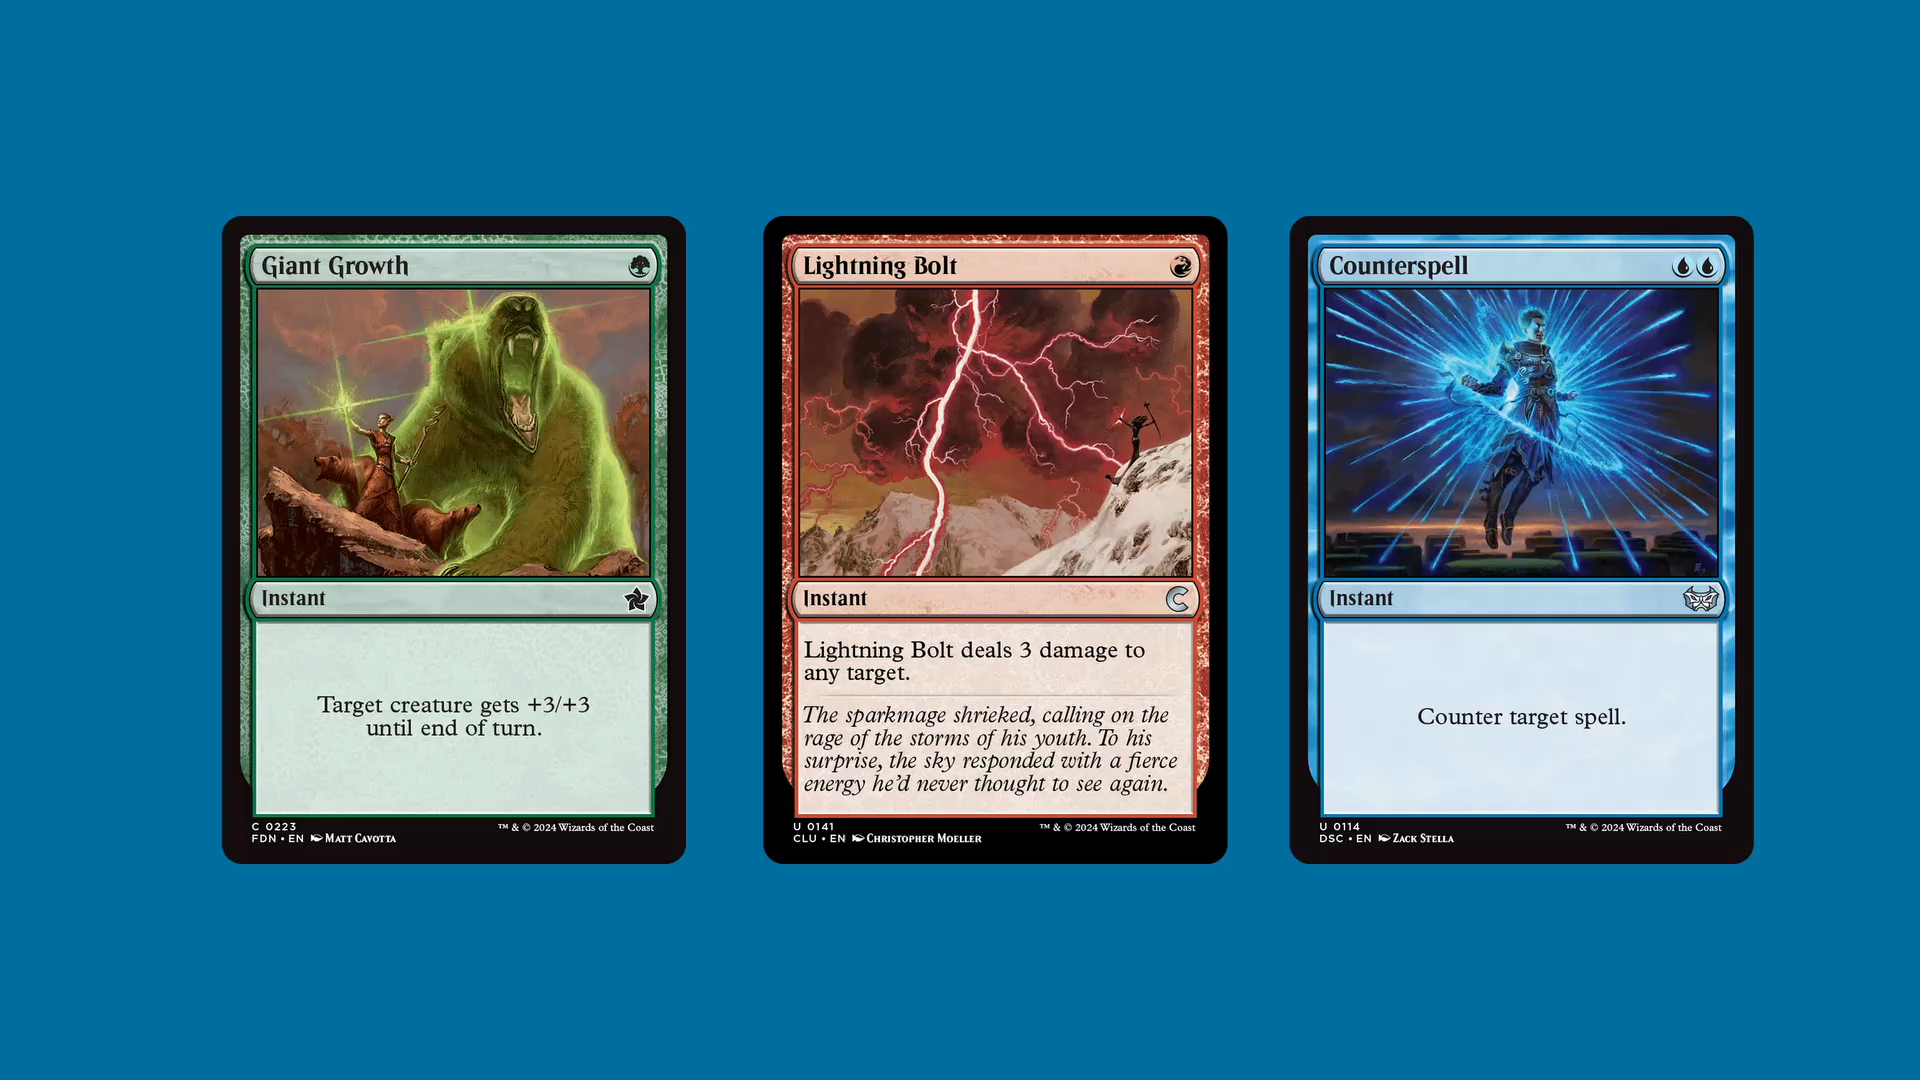 Giant Growth
Instant
Target creature gets +3/+3
until end of turn.
C 0223
FDN • EN Matt Cavotta
™ & © 2024 Wizards of the Coast
Lightning Bolt
Instant
Lightning Bolt deals 3 damage to
any target.
The sparkmage shrieked, calling on the
rage of the storms of his youth. To his
surprise, the sky responded with a fierce
energy he'd never thought to see again.
U 0141
CLU • EN Christopher Moeller
™ & © 2024 Wizards of the Coast
Counterspell
Instant
Counter target spell.
U 0114
DSC • EN Zack Stella
™ & © 2024 Wizards of the Coast